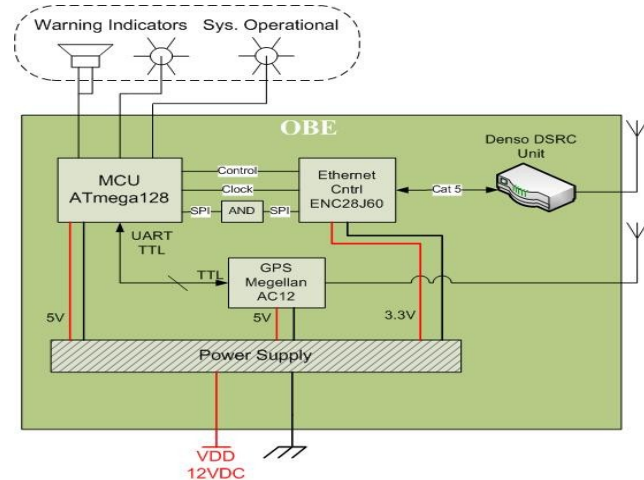 Warning Indicators
Sys. Operational
OBE
Denso DSRC
Unit
MCU
ATmega128
Control
Clock
SPI
AND
SPI
Ethernet
Cntrl
ENC28J60
Cat 5
UART
TTL
TTL
GPS
Megellan
AC12
5V
5V
3.3V
Power Supply
VDD
12VDC